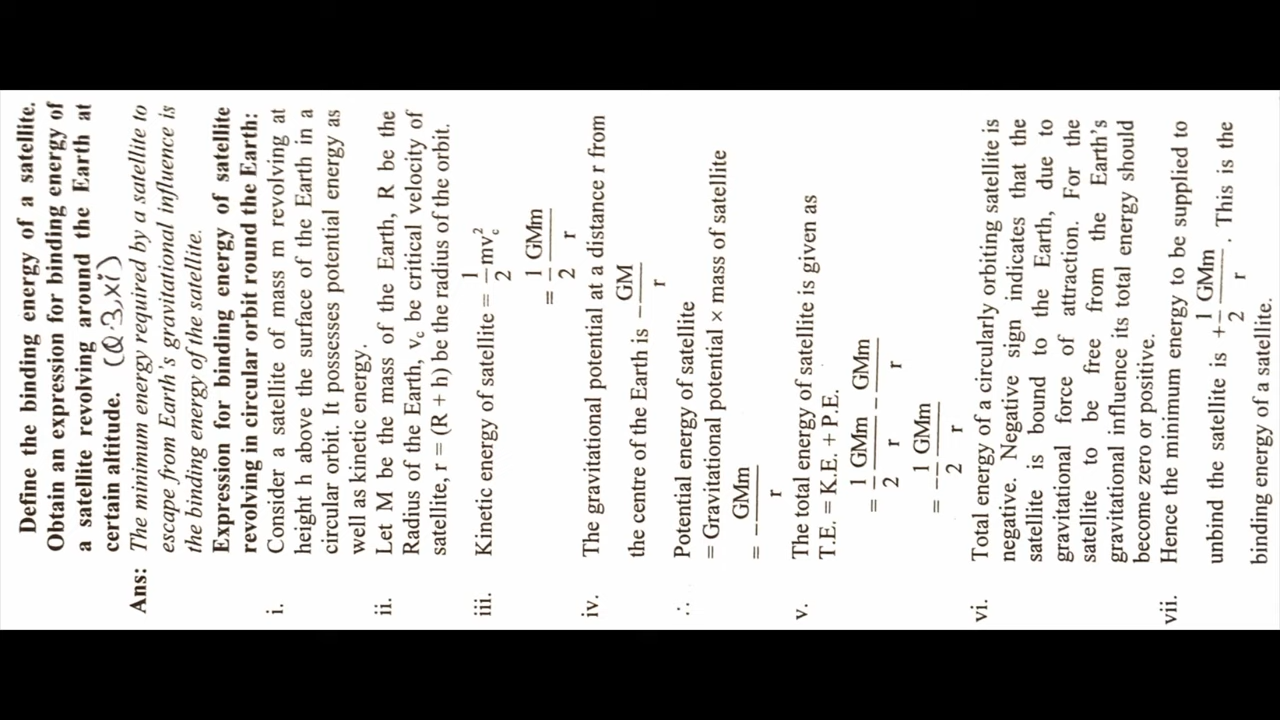 Define the binding energy of a satellite.
Obtain an expression for binding energy of
a satellite revolving around the Earth at
certain altitude. (Q.3,xi)
Ans: The minimum energy required by a satellite to
escape from Earth's gravitational influence is
the binding energy of the satellite.
Expression for binding energy of satellite
revolving in circular orbit round the Earth:
i. Consider a satellite of mass m revolving at
height h above the surface of the Earth in a
circular orbit. It possesses potential energy as
well as kinetic energy.
ii. Let M be the mass of the Earth, R be the
Radius of the Earth, v_c be critical velocity of
satellite, r = (R + h) be the radius of the orbit.
iii. Kinetic energy of satellite = 1/2 mv_c^2
= 1/2 GMm/r
iv. The gravitational potential at a distance r from
the centre of the Earth is - GM/r
∴ Potential energy of satellite
= Gravitational potential × mass of satellite
= - GMm/r
v. The total energy of satellite is given as
T.E. = K.E. + P.E.
= 1/2 GMm/r - GMm/r
= - 1/2 GMm/r
vi. Total energy of a circularly orbiting satellite is
negative. Negative sign indicates that the
satellite is bound to the Earth, due to
gravitational force of attraction. For the
satellite to be free from the Earth's
gravitational influence its total energy should
become zero or positive.
vii. Hence the minimum energy to be supplied to
unbind the satellite is + 1/2 GMm/r. This is the
binding energy of a satellite.